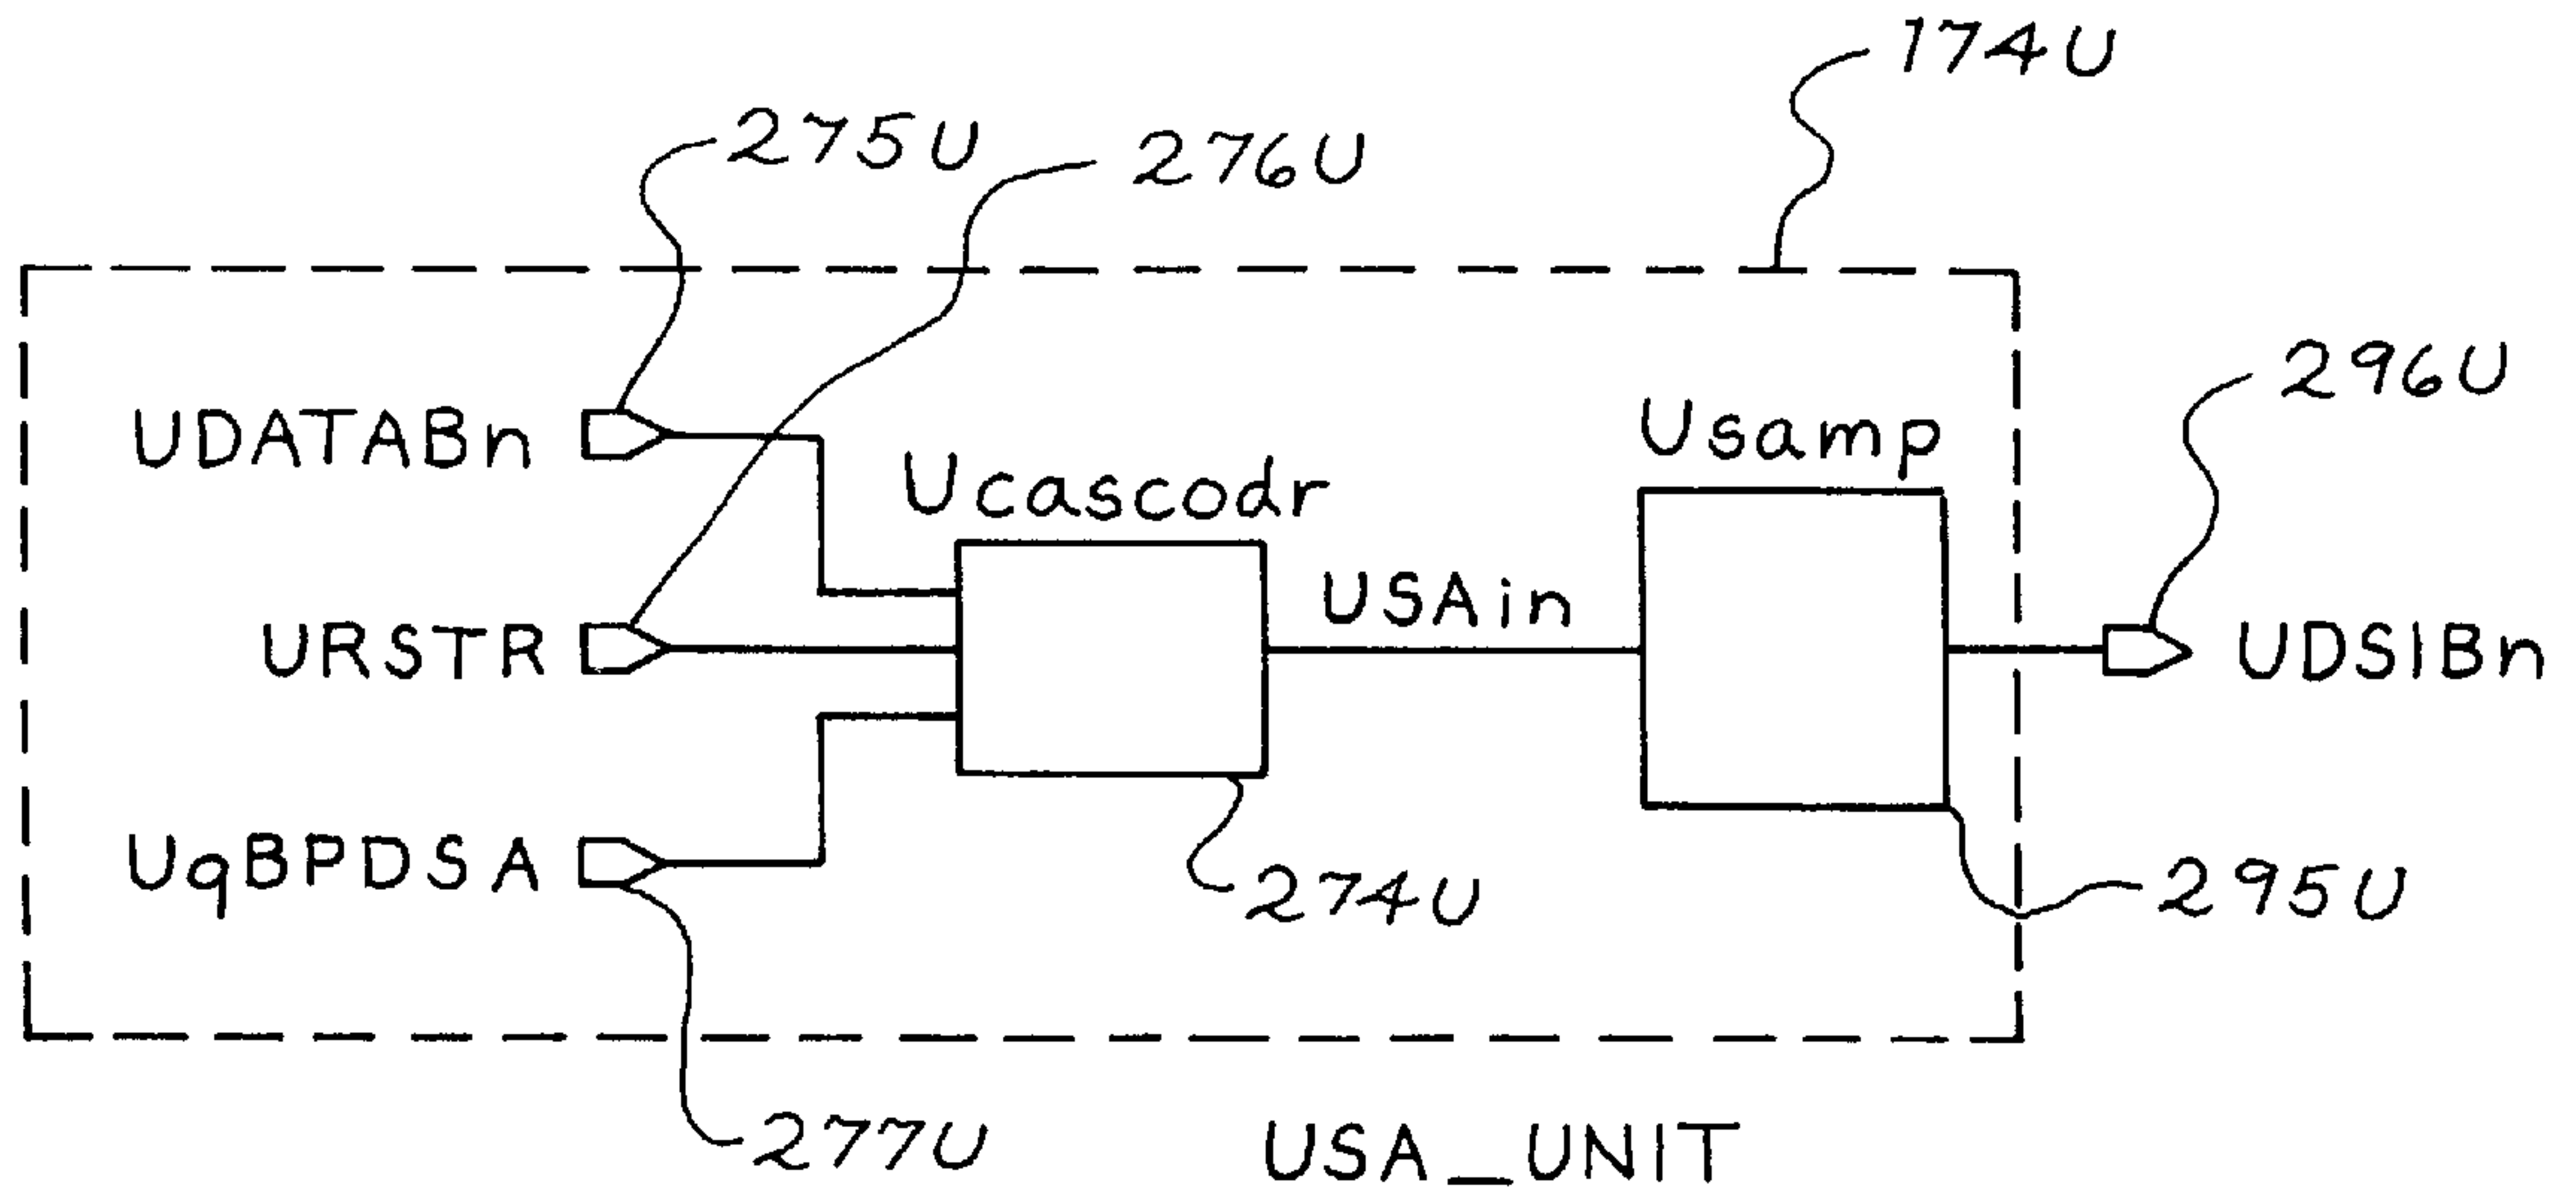 174U
275U
276U
296U
UDATABn
Usamp
Ucascodr
USAin
URSTR
UDSIBn
UqBPDSA
274U
295U
277U
USA_UNIT